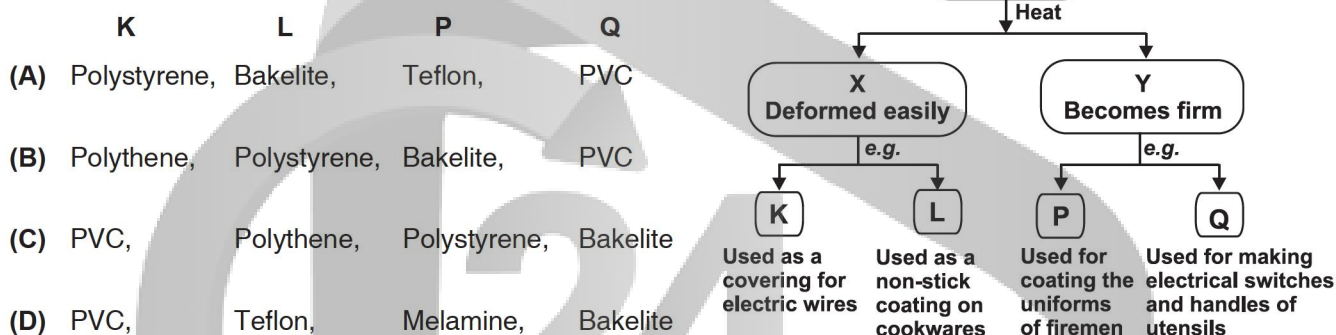 K L P Q
(A) Polystyrene, Bakelite, Teflon, PVC
(B) Polythene, Polystyrene, Bakelite, PVC
(C) PVC, Polythene, Polystyrene, Bakelite
(D) PVC, Teflon, Melamine, Bakelite
Heat
X
Deformed easily
Y
Becomes firm
e.g.
e.g.
K
L
P
Q
Used as a
covering for
electric wires
Used as a
non-stick
coating on
cookwares
Used for
coating the
uniforms
of firemen
Used for making
electrical switches
and handles of
utensils
24